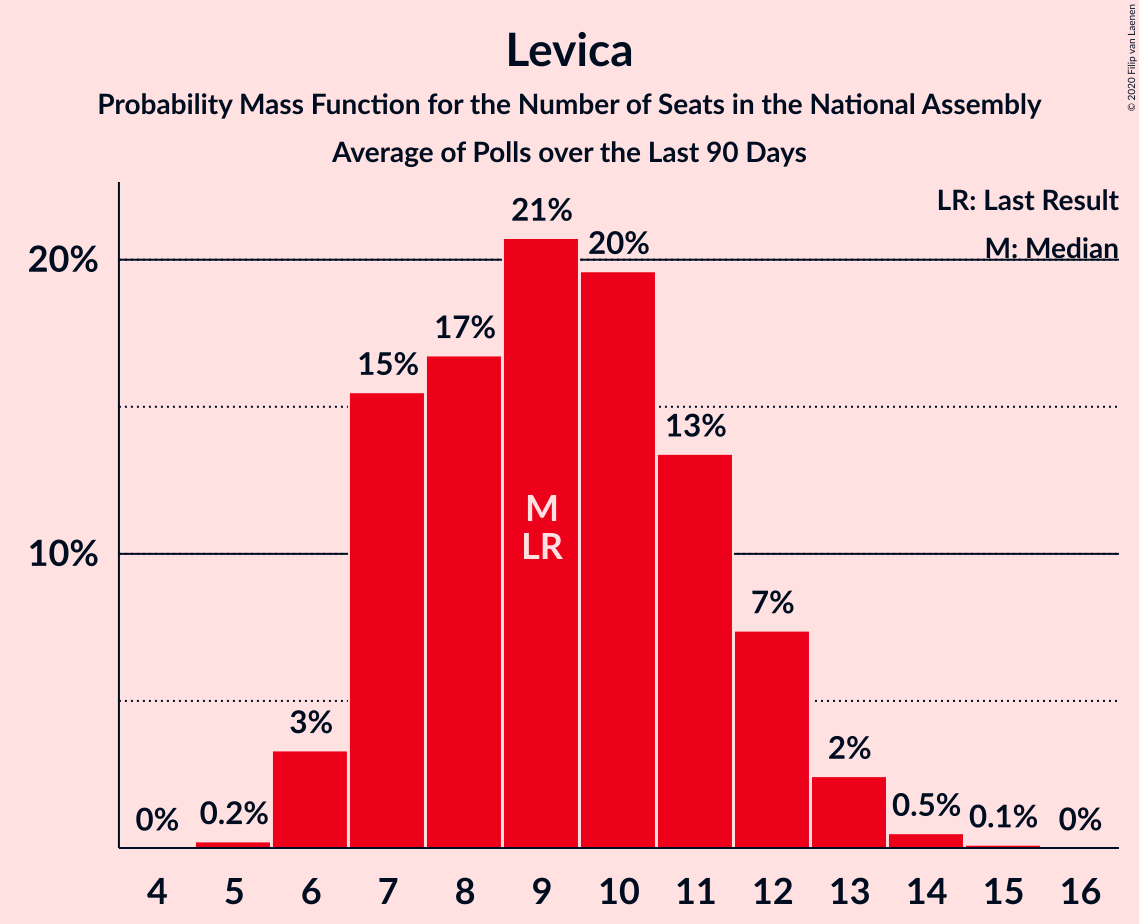 Levica
Probability Mass Function for the Number of Seats in the National Assembly
Average of Polls over the Last 90 Days
© 2020 Filip van Laenen
LR: Last Result
M: Median
20%
10%
0%
0.2%
3%
15%
17%
21%
20%
13%
7%
2%
0.5%
0.1%
0%
M
LR
4 5 6 7 8 9 10 11 12 13 14 15 16